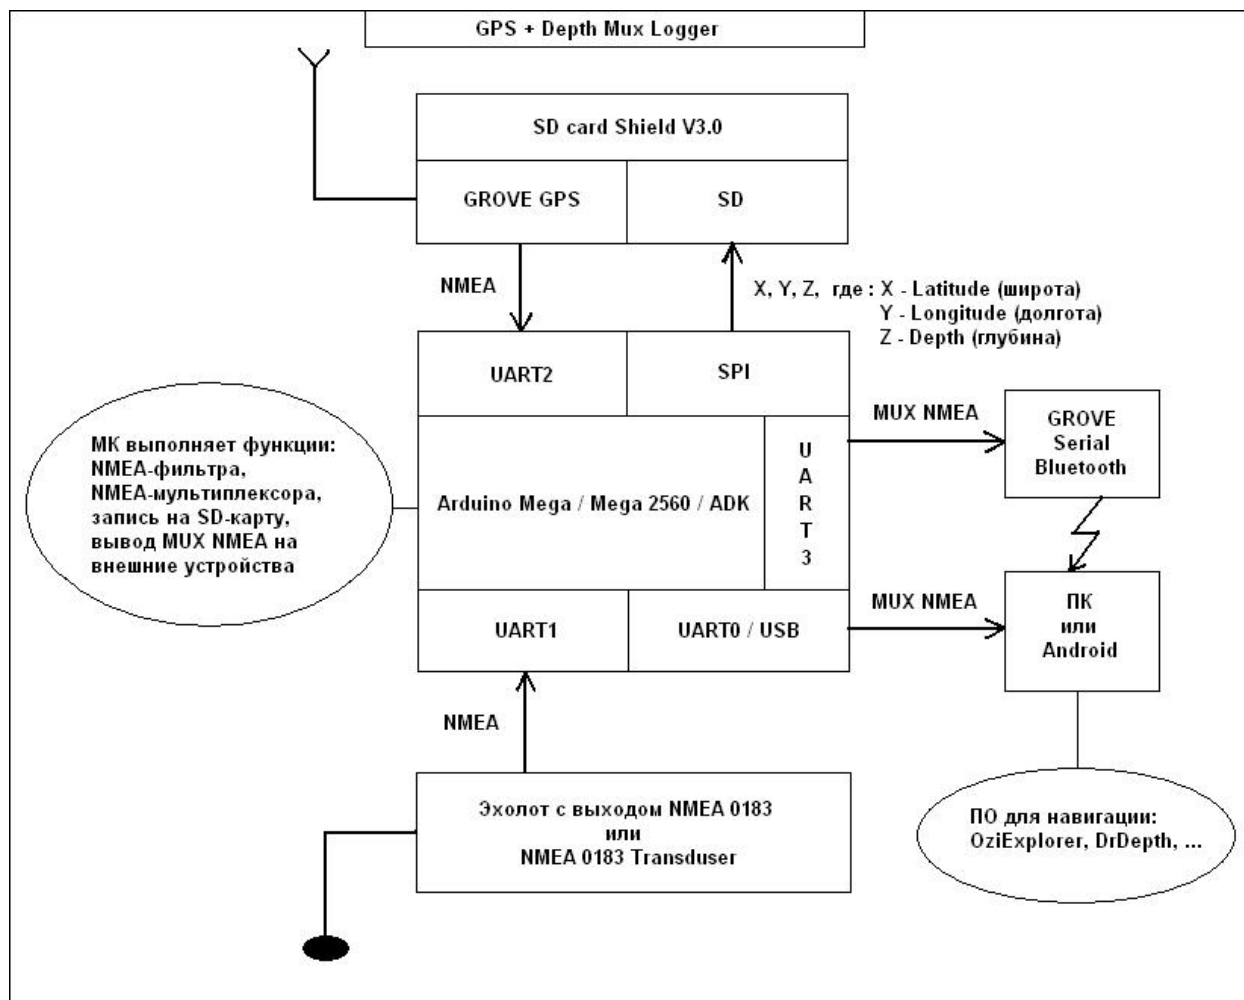 GPS + Depth Mux Logger
SD card Shield V3.0
GROVE GPS
SD
NMEA
X, Y, Z, где : X - Latitude (широта)
Y - Longitude (долгота)
Z - Depth (глубина)
UART2
SPI
MUX NMEA
GROVE
Serial
Bluetooth
МК выполняет функции:
NMEA-фильтра,
NMEA-мультиплексора,
запись на SD-карту,
вывод MUX NMEA на
внешние устройства
Arduino Mega / Mega 2560 / ADK
U
A
R
T
3
UART1
UART0 / USB
MUX NMEA
ПК
или
Android
NMEA
Эхолот с выходом NMEA 0183
или
NMEA 0183 Transduser
ПО для навигации:
OziExplorer, DrDepth, ...